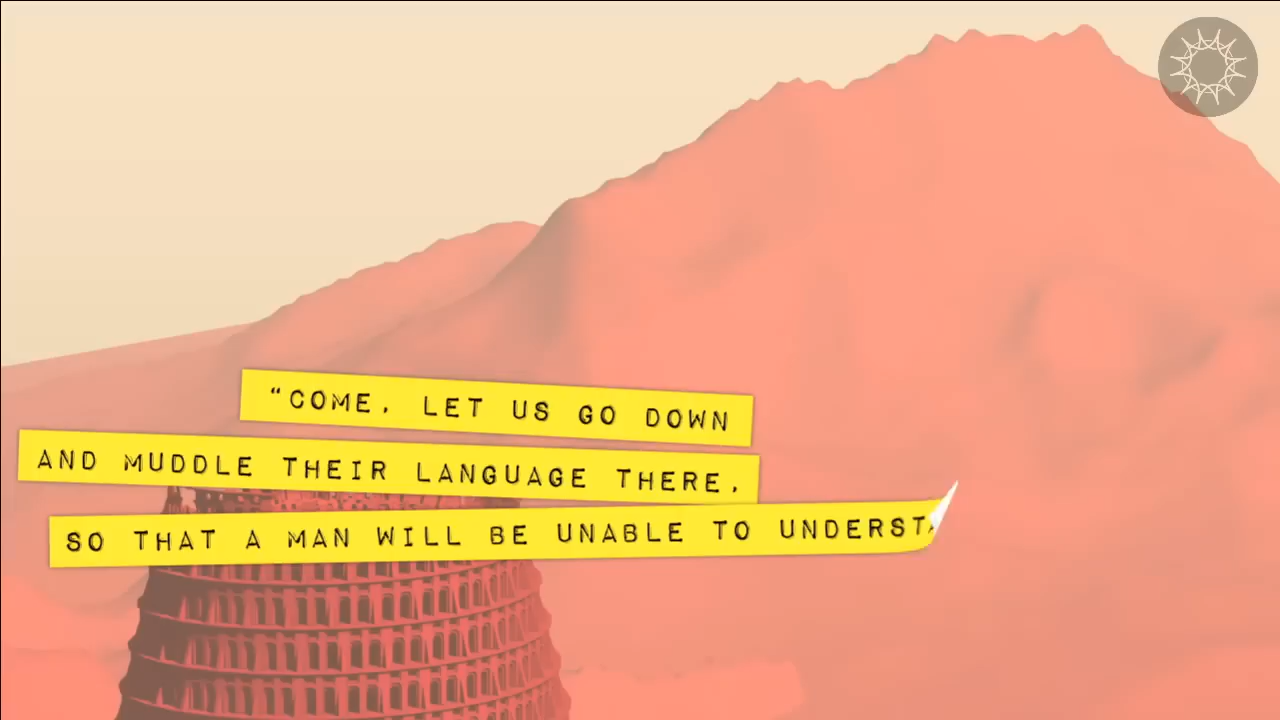 “COME, LET US GO DOWN
AND MUDDLE THEIR LANGUAGE THERE,
SO THAT A MAN WILL BE UNABLE TO UNDERST